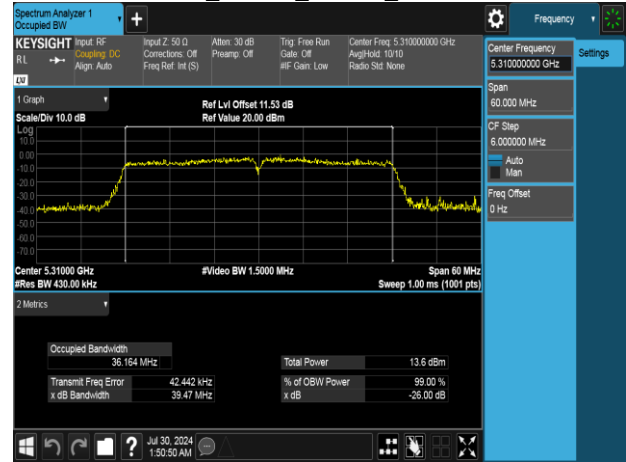 Spectrum Analyzer 1
Occupied BW
Frequency
KEYSIGHT
RL
LXI
Input: RF
Coupling: DC
Align: Auto
Input Z: 50 Ω
Corrections: Off
Freq Ref: Int (S)
Atten: 30 dB
Preamp: Off
Trig: Free Run
Gate: Off
#IF Gain: Low
Center Freq: 5.310000000 GHz
Avg|Hold: 10/10
Radio Std: None
Center Frequency
5.310000000 GHz
Settings
Span
60.000 MHz
CF Step
6.000000 MHz
Auto
Man
Freq Offset
0 Hz
1 Graph
Scale/Div 10.0 dB
Ref Lvl Offset 11.53 dB
Ref Value 20.00 dBm
Log
10.0
0.00
-10.0
-20.0
-30.0
-40.0
-50.0
-60.0
-70.0
Center 5.31000 GHz
#Res BW 430.00 kHz
#Video BW 1.5000 MHz
Span 60 MHz
Sweep 1.00 ms (1001 pts)
2 Metrics
Occupied Bandwidth
36.164 MHz
Total Power 13.6 dBm
Transmit Freq Error 42.442 kHz
% of OBW Power 99.00 %
x dB Bandwidth 39.47 MHz
x dB -26.00 dB
?
Jul 30, 2024
1:50:50 AM